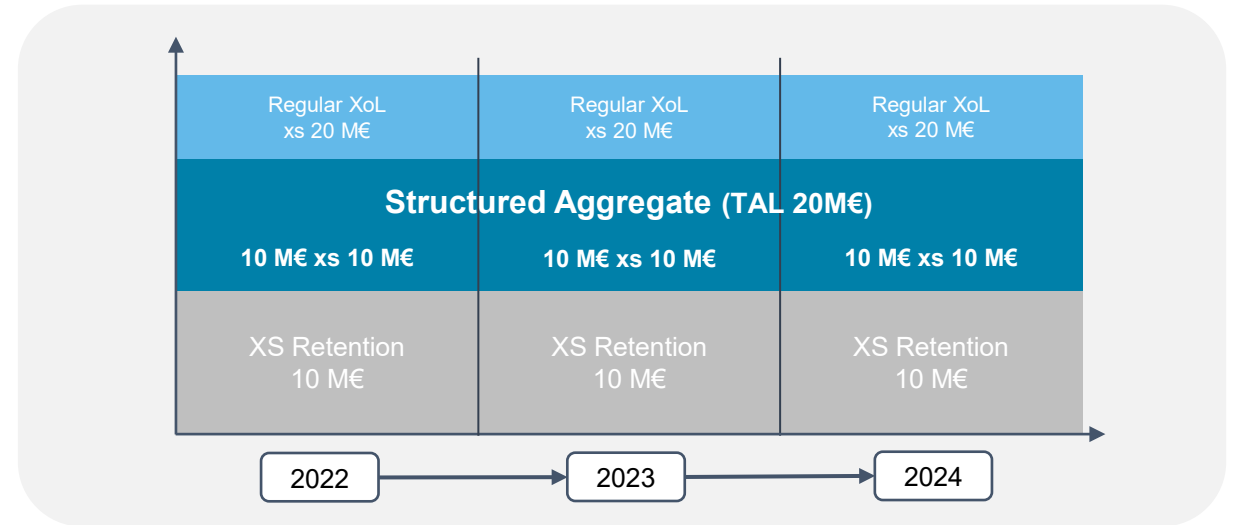 Regular XoL
xs 20 M€
Regular XoL
xs 20 M€
Regular XoL
xs 20 M€
Structured Aggregate (TAL 20M€)
10 M€ xs 10 M€
10 M€ xs 10 M€
10 M€ xs 10 M€
XS Retention
10 M€
XS Retention
10 M€
XS Retention
10 M€
2022
2023
2024